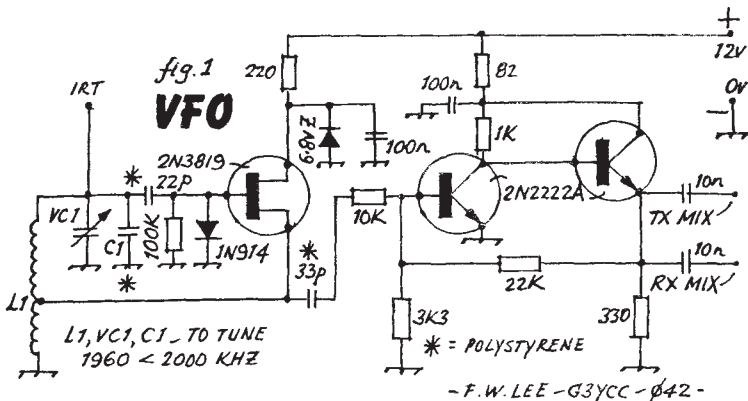 +
12V
0V
-
fig.1
VFO
IRT
220
82
100n
1K
6.8V Z
100n
2N3819
22P
*
VC1
C1
*
100K
1N914
10K
2N2222A
10n
TX MIX
10n
RX MIX
*
33p
22K
3K3
330
L1
L1, VC1, C1 - TO TUNE
1960 < 2000 KHZ
* = POLYSTYRENE
- F.W. LEE - G3YCC - Ø42 -